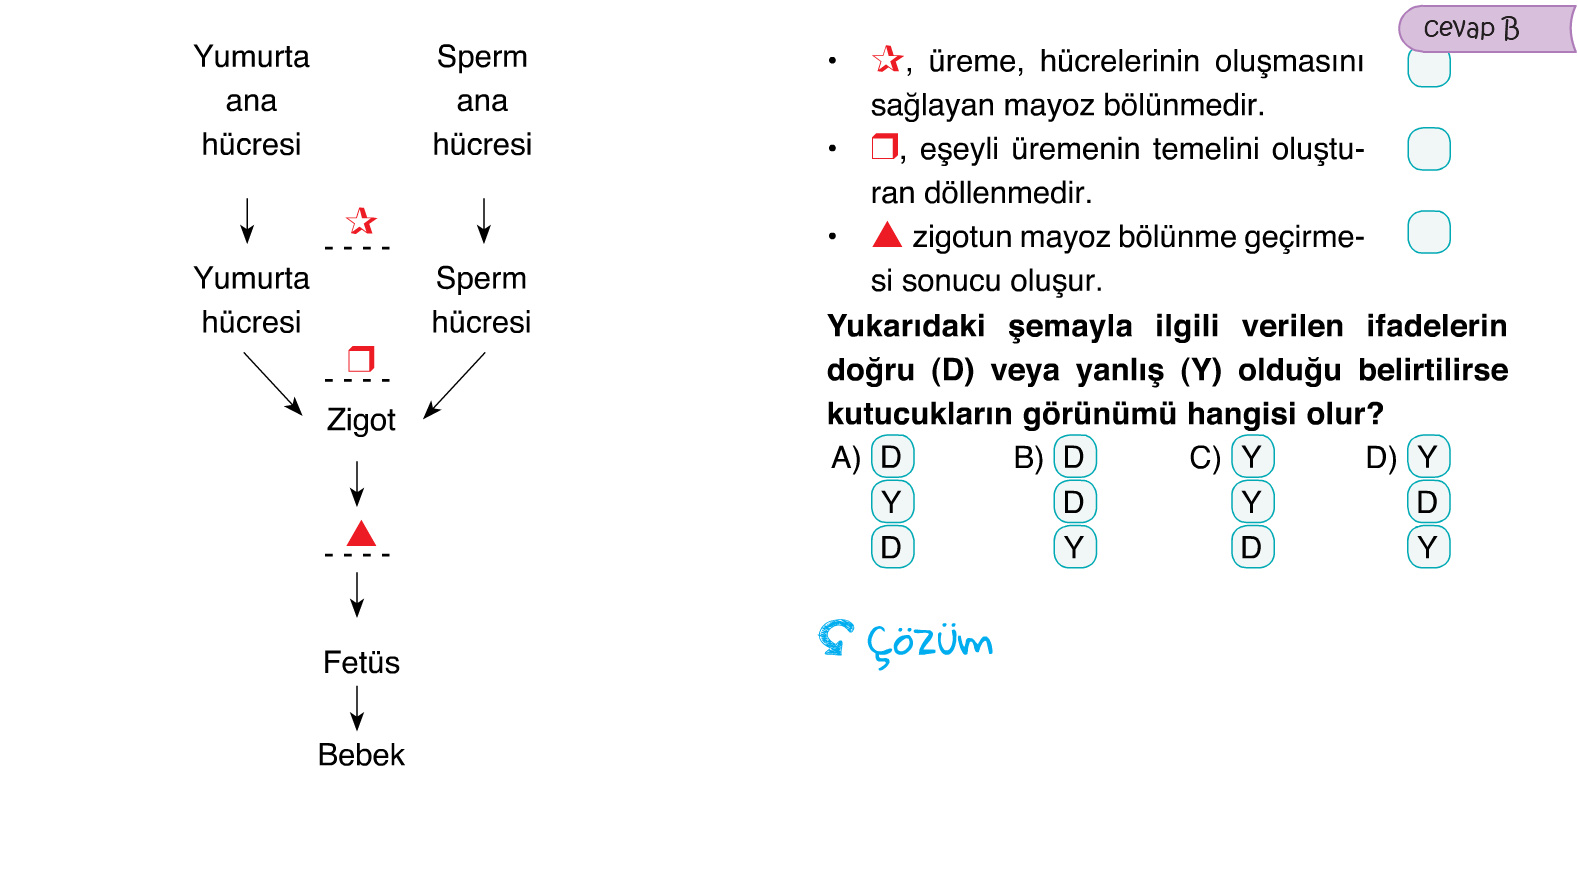 Yumurta
ana
hücresi
Sperm
ana
hücresi
Yumurta
hücresi
Sperm
hücresi
Zigot
Fetüs
Bebek
cevap B
• ☆, üreme, hücrelerinin oluşmasını
sağlayan mayoz bölünmedir.
• ❒, eşeyli üremenin temelini oluştu-
ran döllenmedir.
• ▲ zigotun mayoz bölünme geçirme-
si sonucu oluşur.
Yukarıdaki şemayla ilgili verilen ifadelerin
doğru (D) veya yanlış (Y) olduğu belirtilirse
kutucukların görünümü hangisi olur?
A) D B) D C) Y D) Y
Y D Y D
D Y D Y
Çözüm